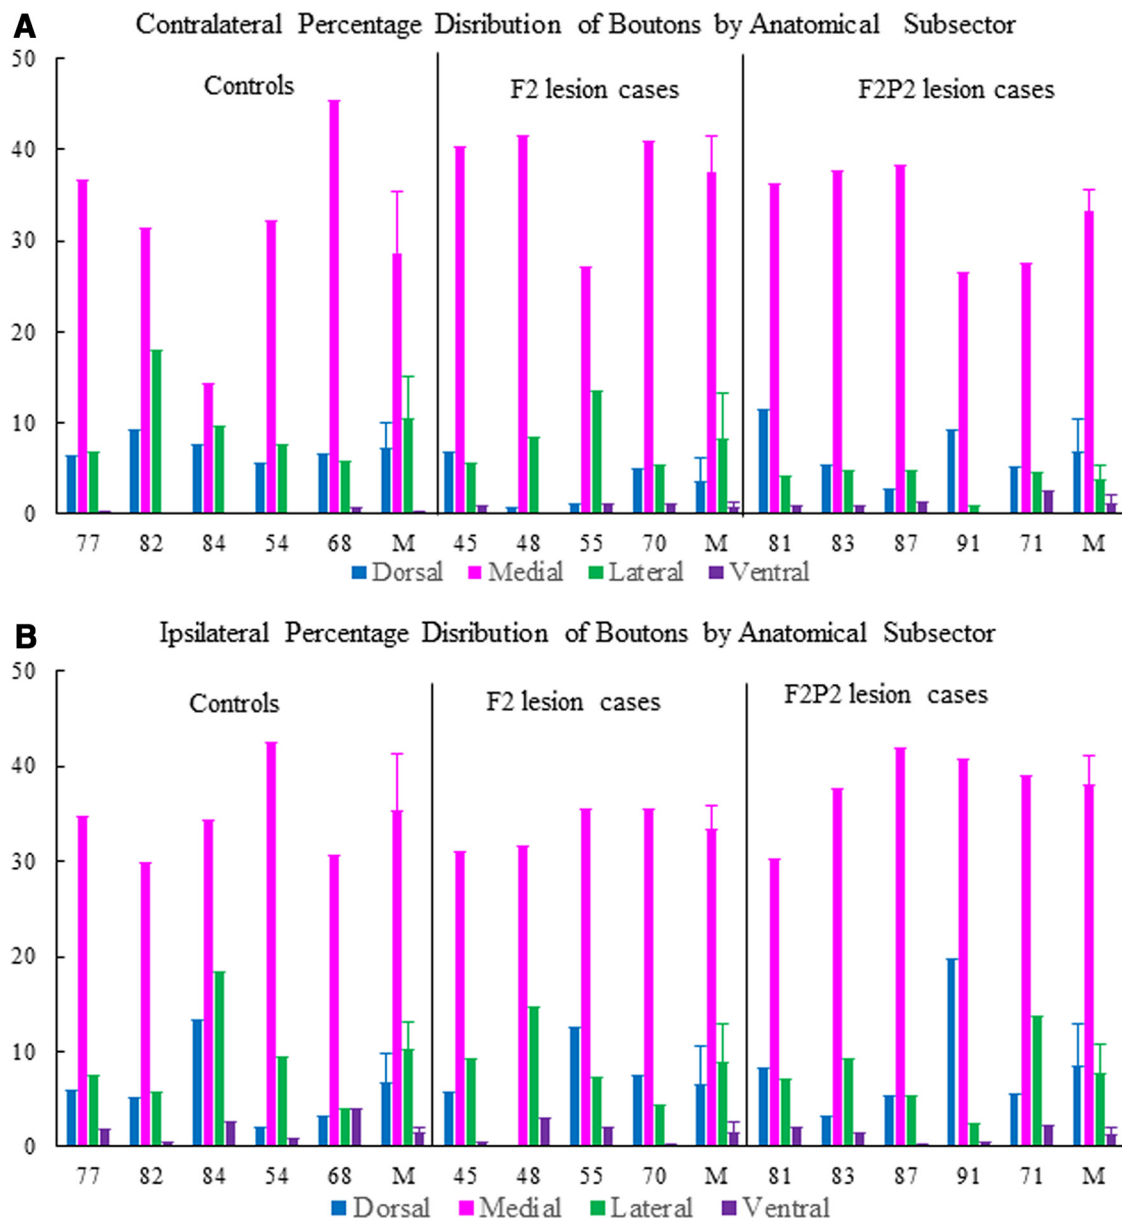 A Contralateral Percentage Disribution of Boutons by Anatomical Subsector
50
Controls F2 lesion cases F2P2 lesion cases
40
30
20
10
0
77 82 84 54 68 M 45 48 55 70 M 81 83 87 91 71 M
Dorsal Medial Lateral Ventral
B Ipsilateral Percentage Disribution of Boutons by Anatomical Subsector
50
Controls F2 lesion cases F2P2 lesion cases
40
30
20
10
0
77 82 84 54 68 M 45 48 55 70 M 81 83 87 91 71 M
Dorsal Medial Lateral Ventral